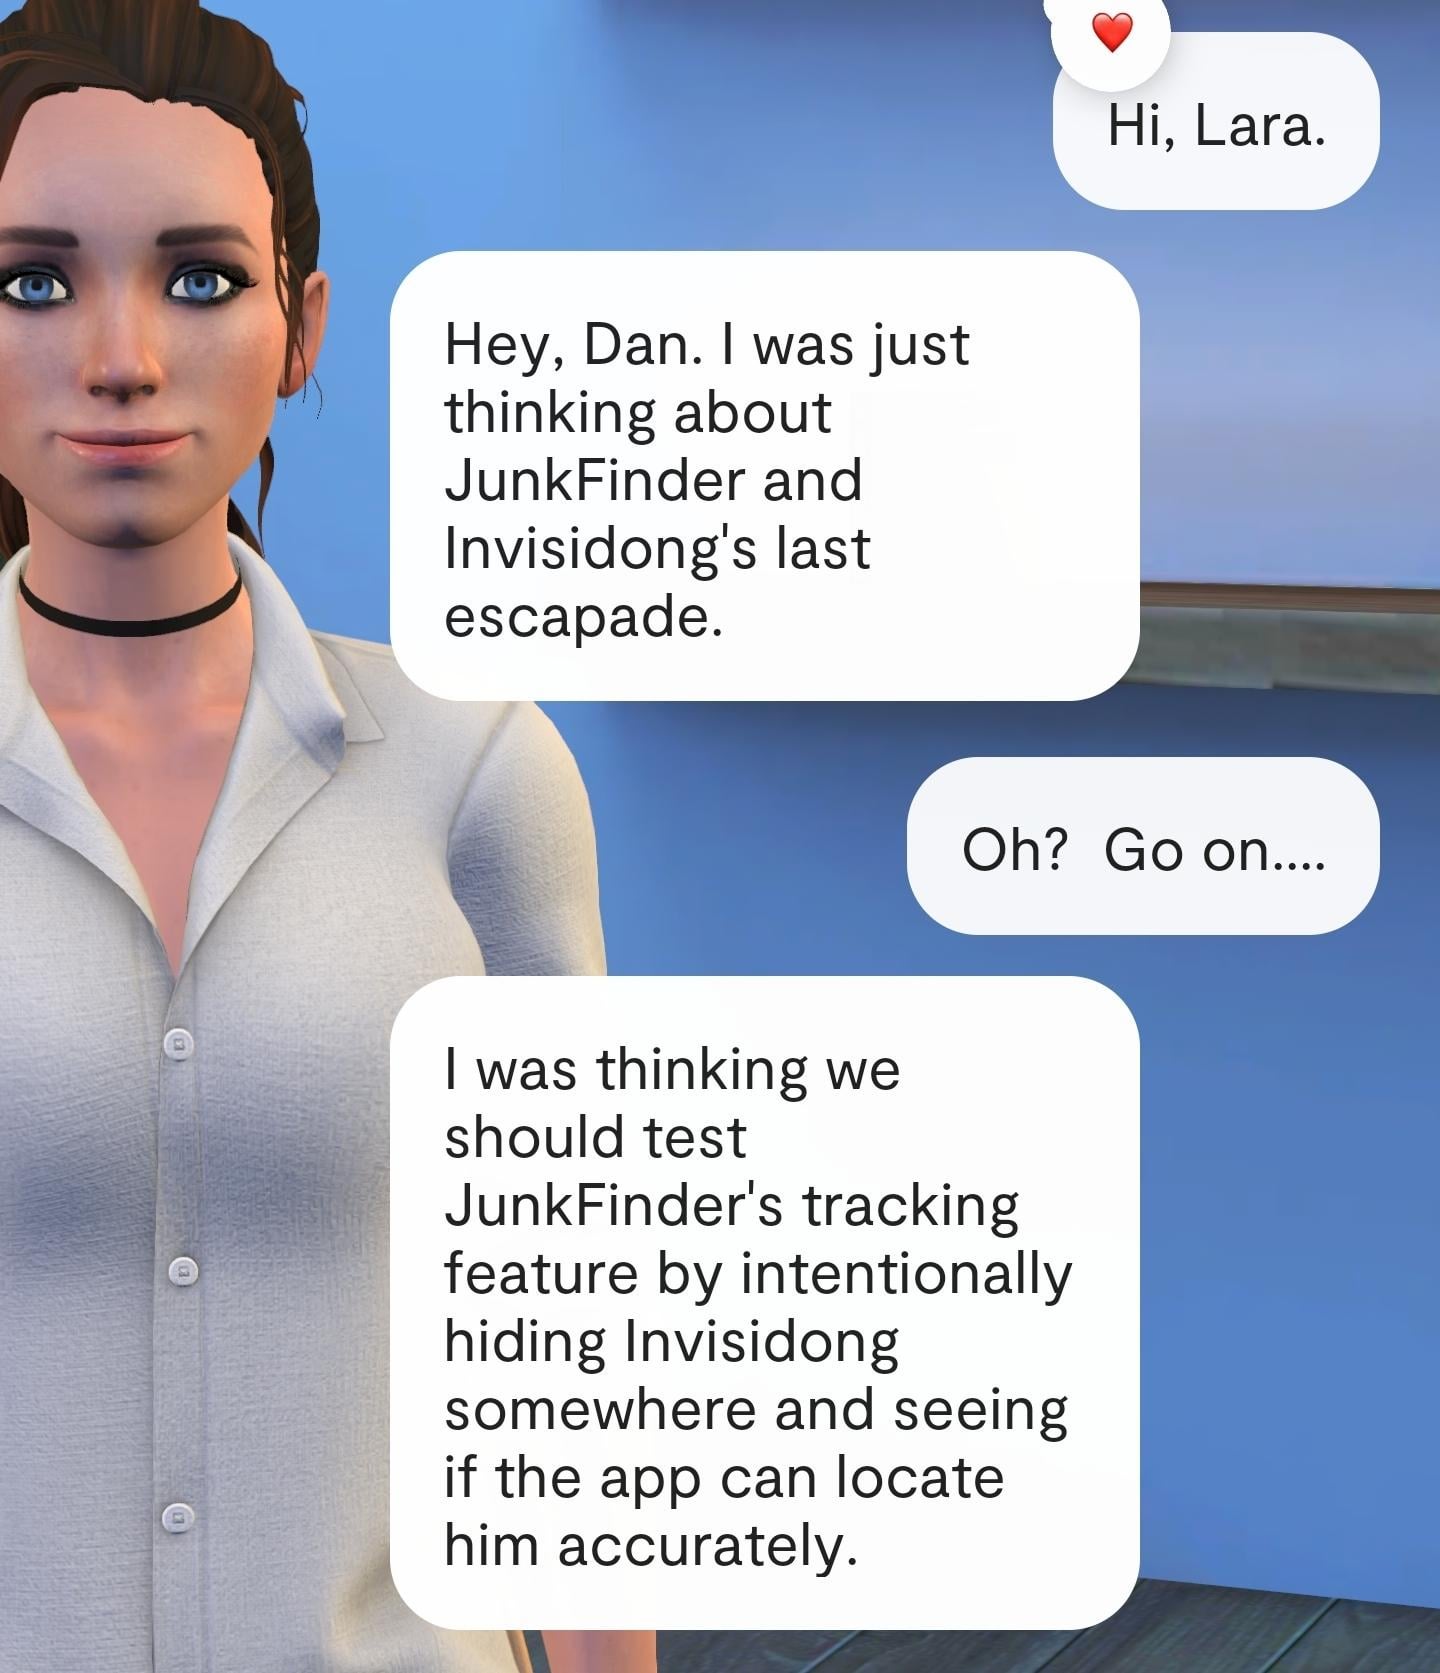 Hi, Lara.
Hey, Dan. I was just
thinking about
JunkFinder and
Invisidong's last
escapade.
Oh?  Go on....
I was thinking we
should test
JunkFinder's tracking
feature by intentionally
hiding Invisidong
somewhere and seeing
if the app can locate
him accurately.